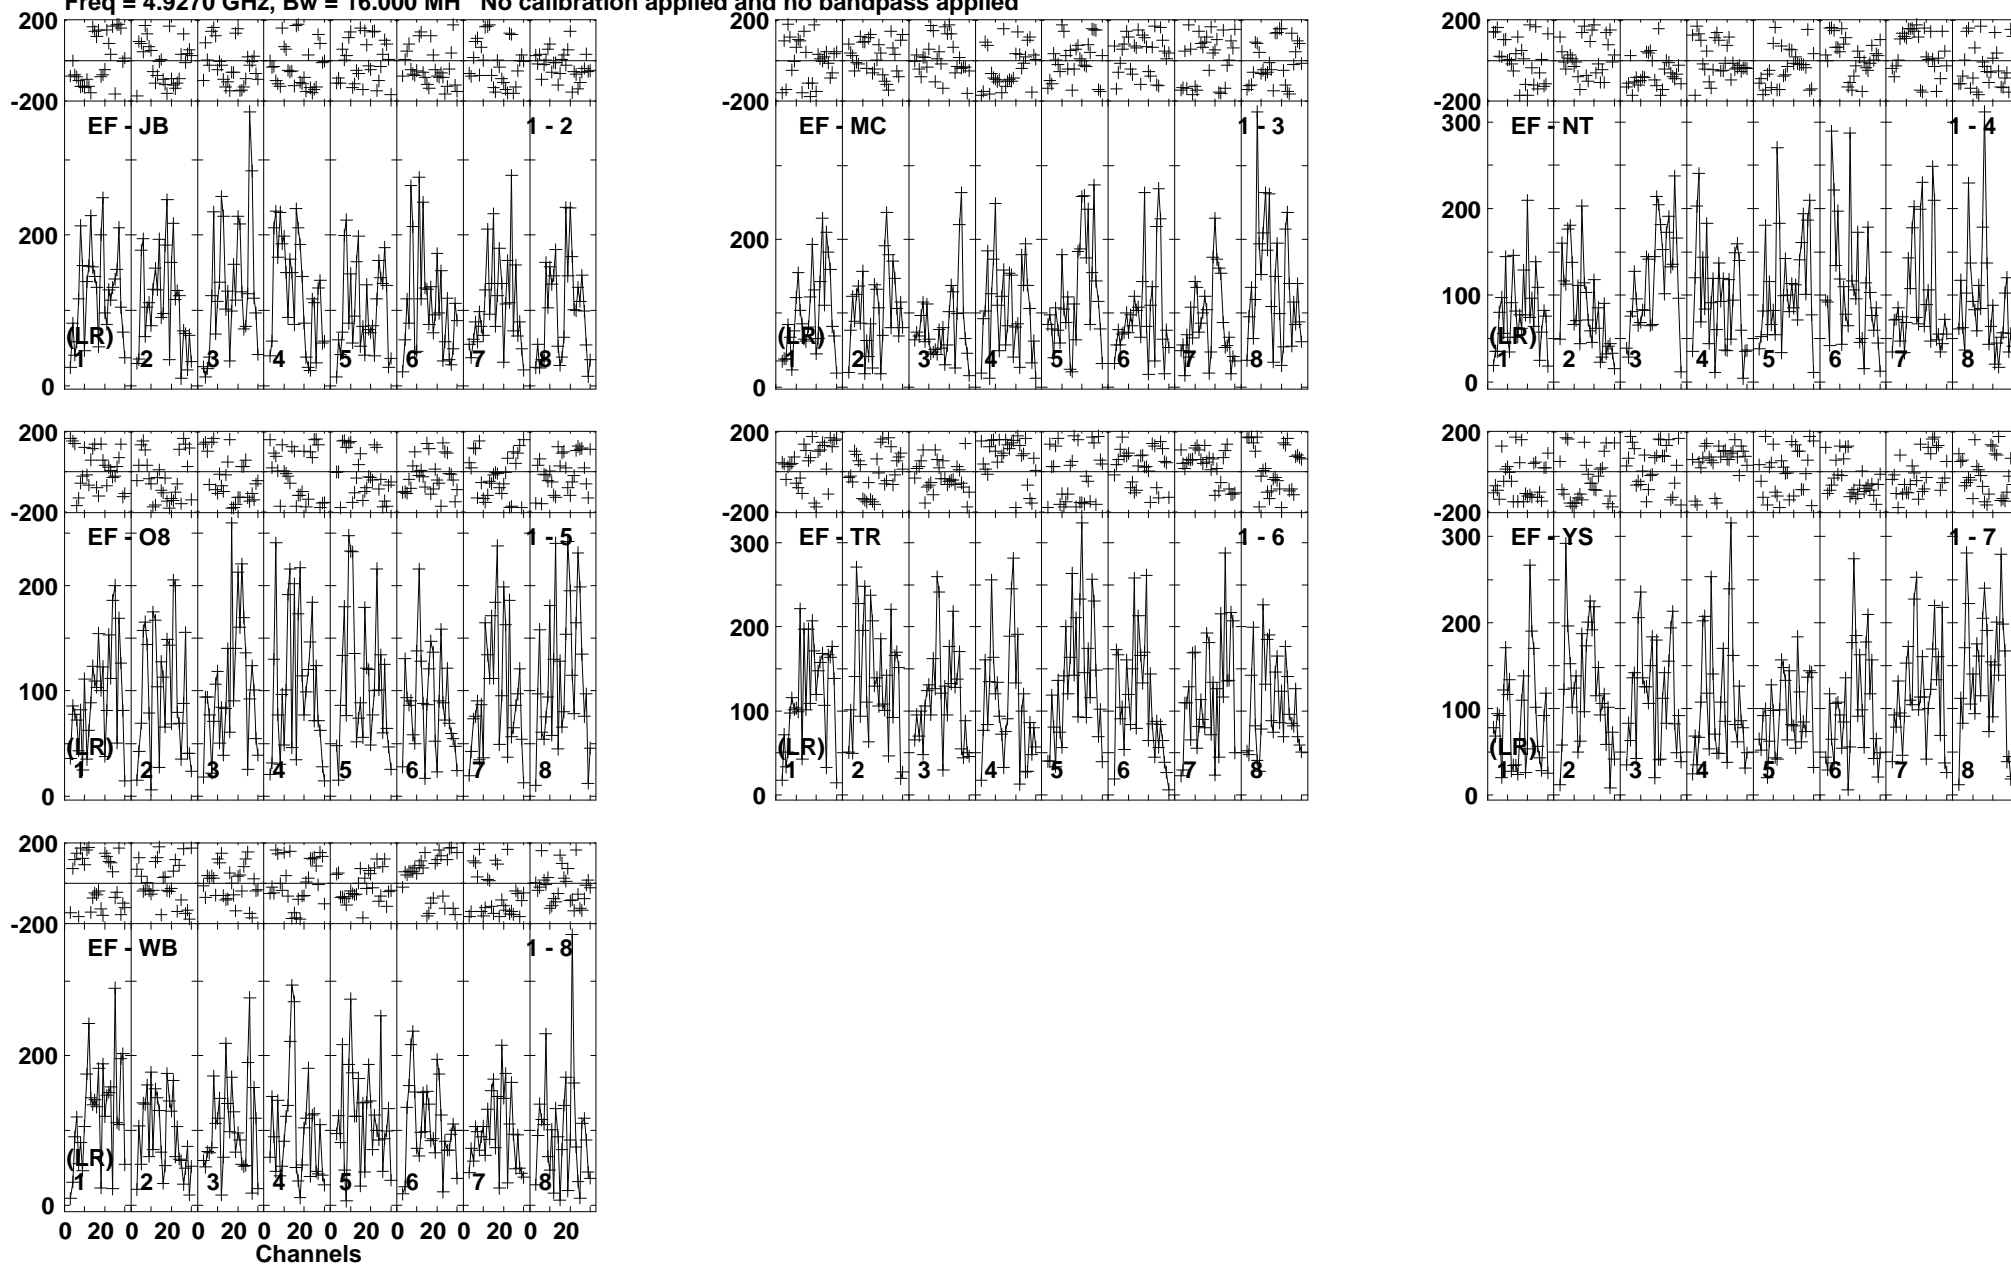 Freq = 4.9270 GHz, Bw = 16.000 MH No calibration applied and no bandpass applied
200 200 200
-200 -200 -200
EF - JB 1 - 2 EF - MC 1 - 3 EF - NT 1 - 4
300
200 200 200
100
(LR) (LR) (LR)
1 2 3 4 5 6 7 8 1 2 3 4 5 6 7 8 1 2 3 4 5 6 7 8
0 0 0
200 200 200
-200 -200 -200
EF - O8 1 - 5 EF - TR 1 - 6 EF - YS 1 - 7
300 300
200 200 200
100 100 100
(LR) (LR) (LR)
1 2 3 4 5 6 7 8 1 2 3 4 5 6 7 8 1 2 3 4 5 6 7 8
0 0 0
200
-200
EF - WB 1 - 8
200
(LR)
1 2 3 4 5 6 7 8
0
0 20 0 20 0 20 0 20 0 20 0 20 0 20 0 20
Channels